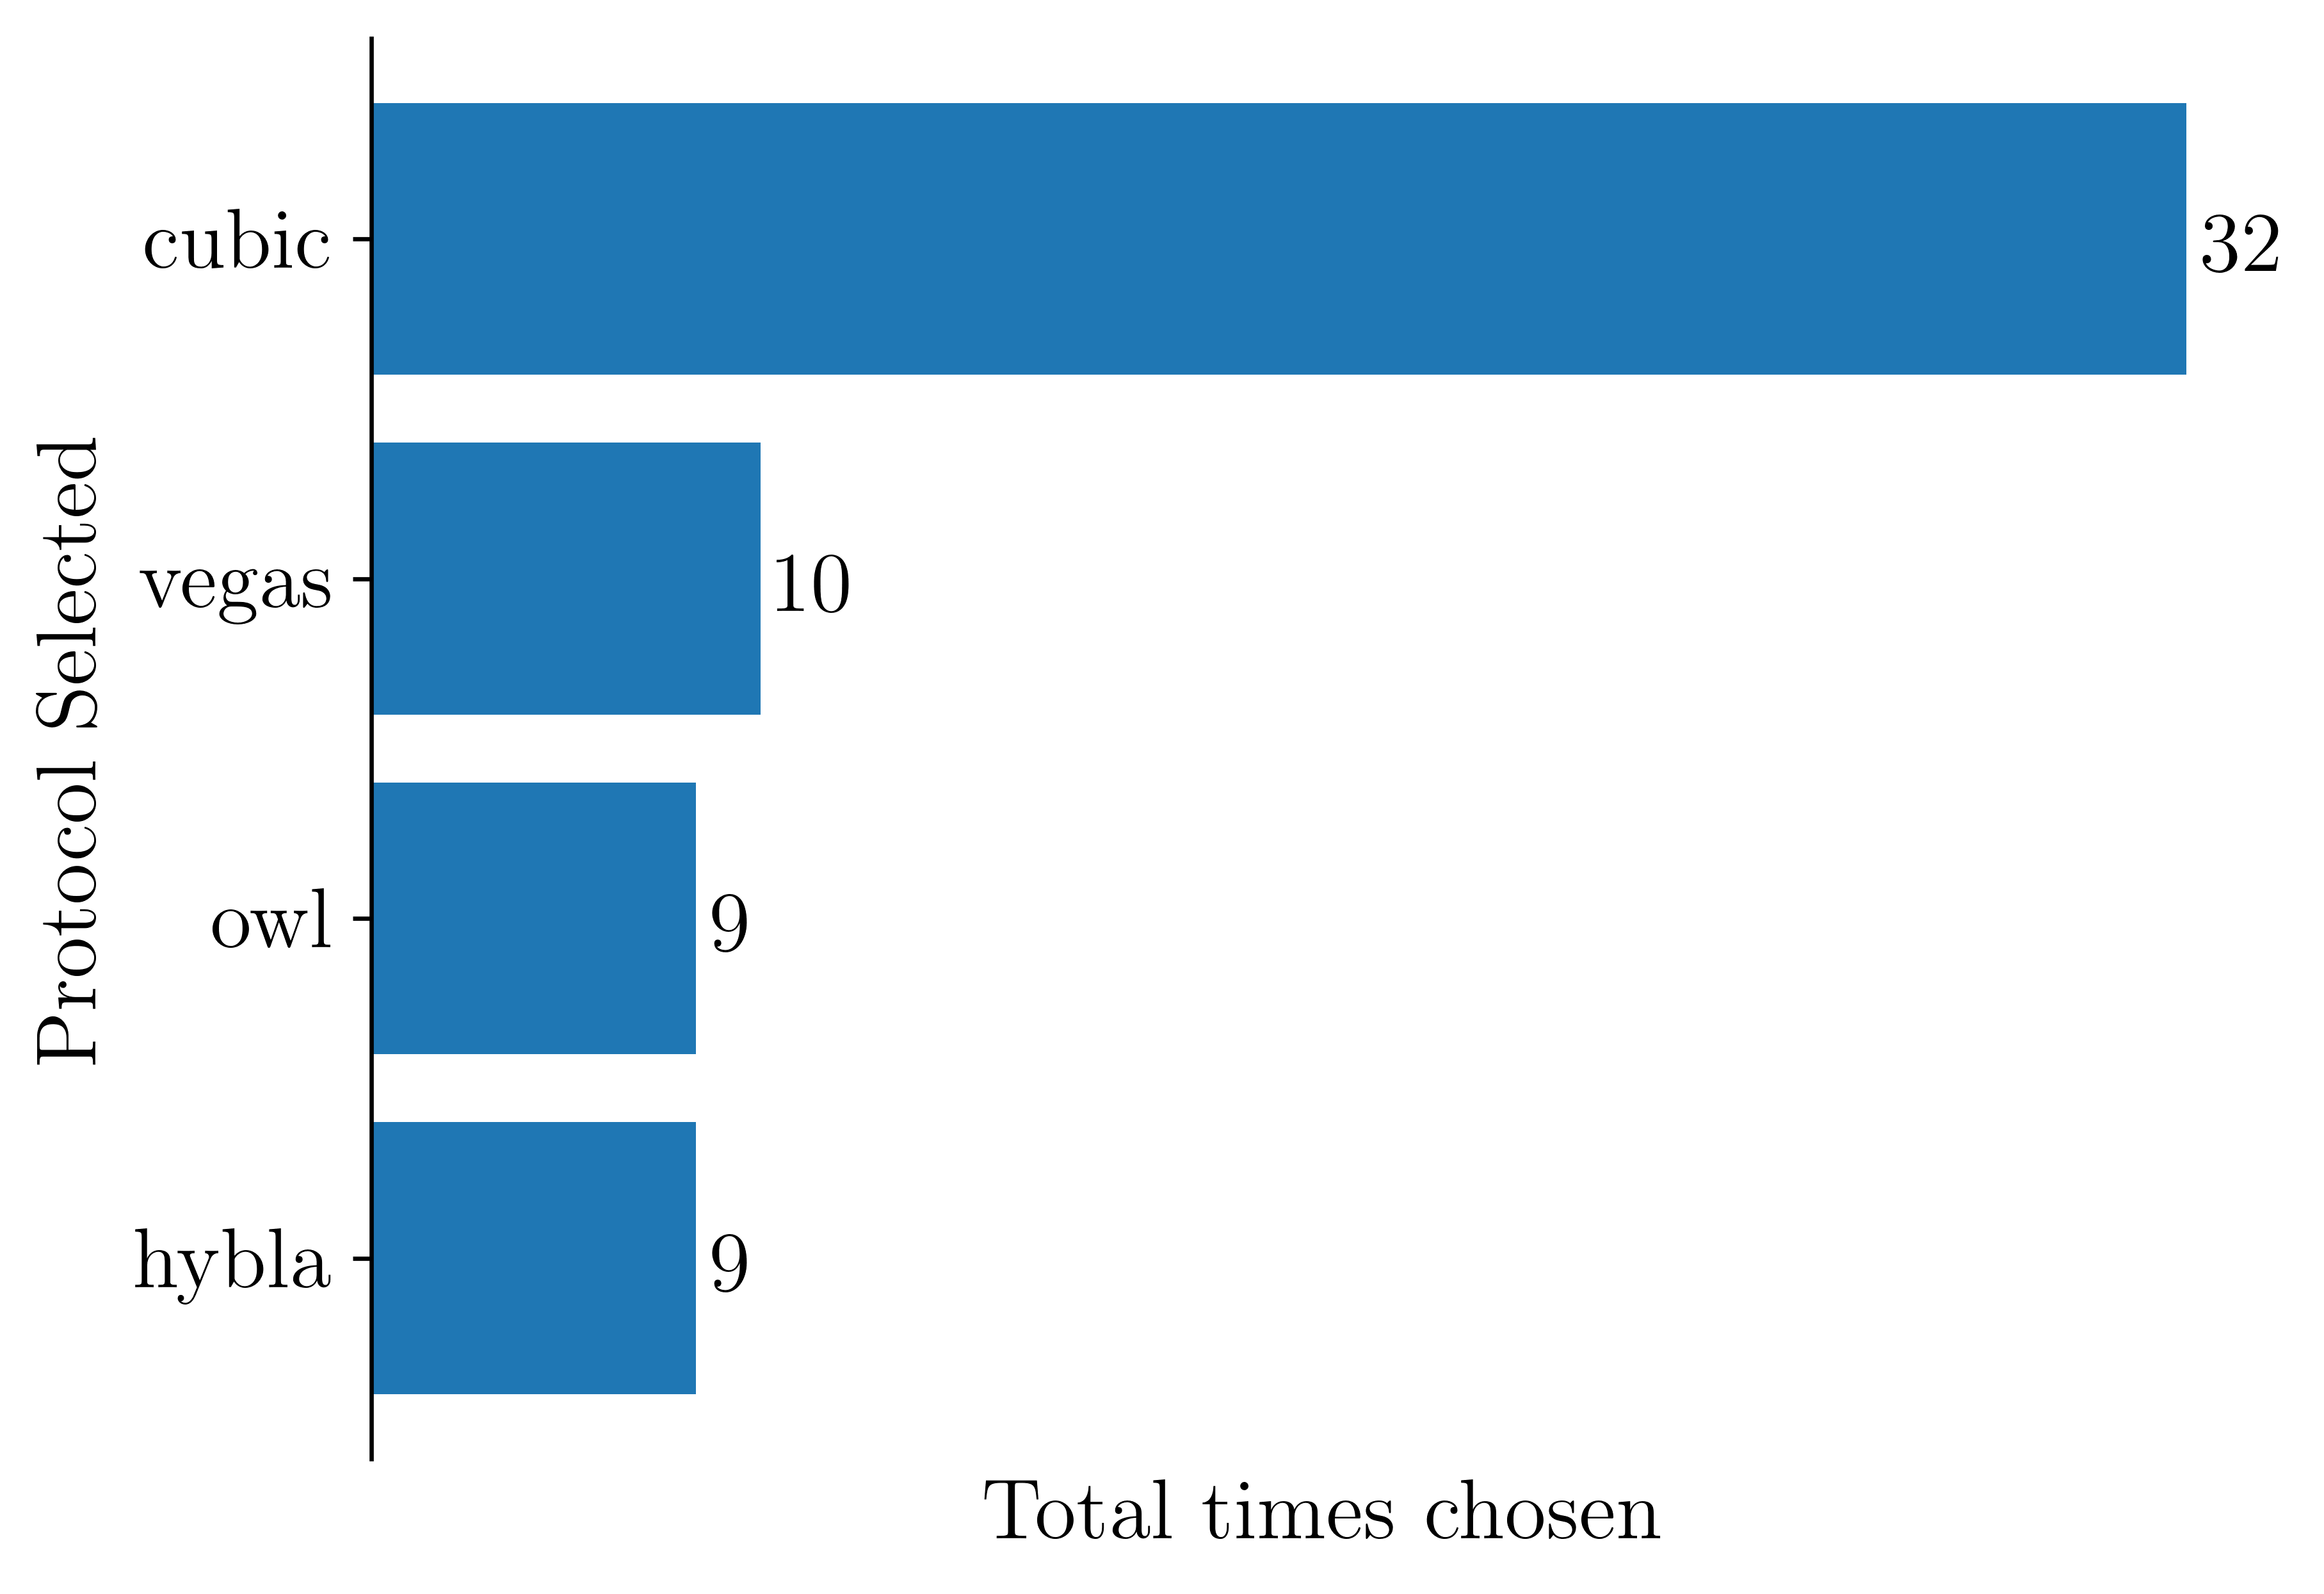 Protocol Selected
cubic
32
vegas
10
owl
9
hybla
9
Total times chosen